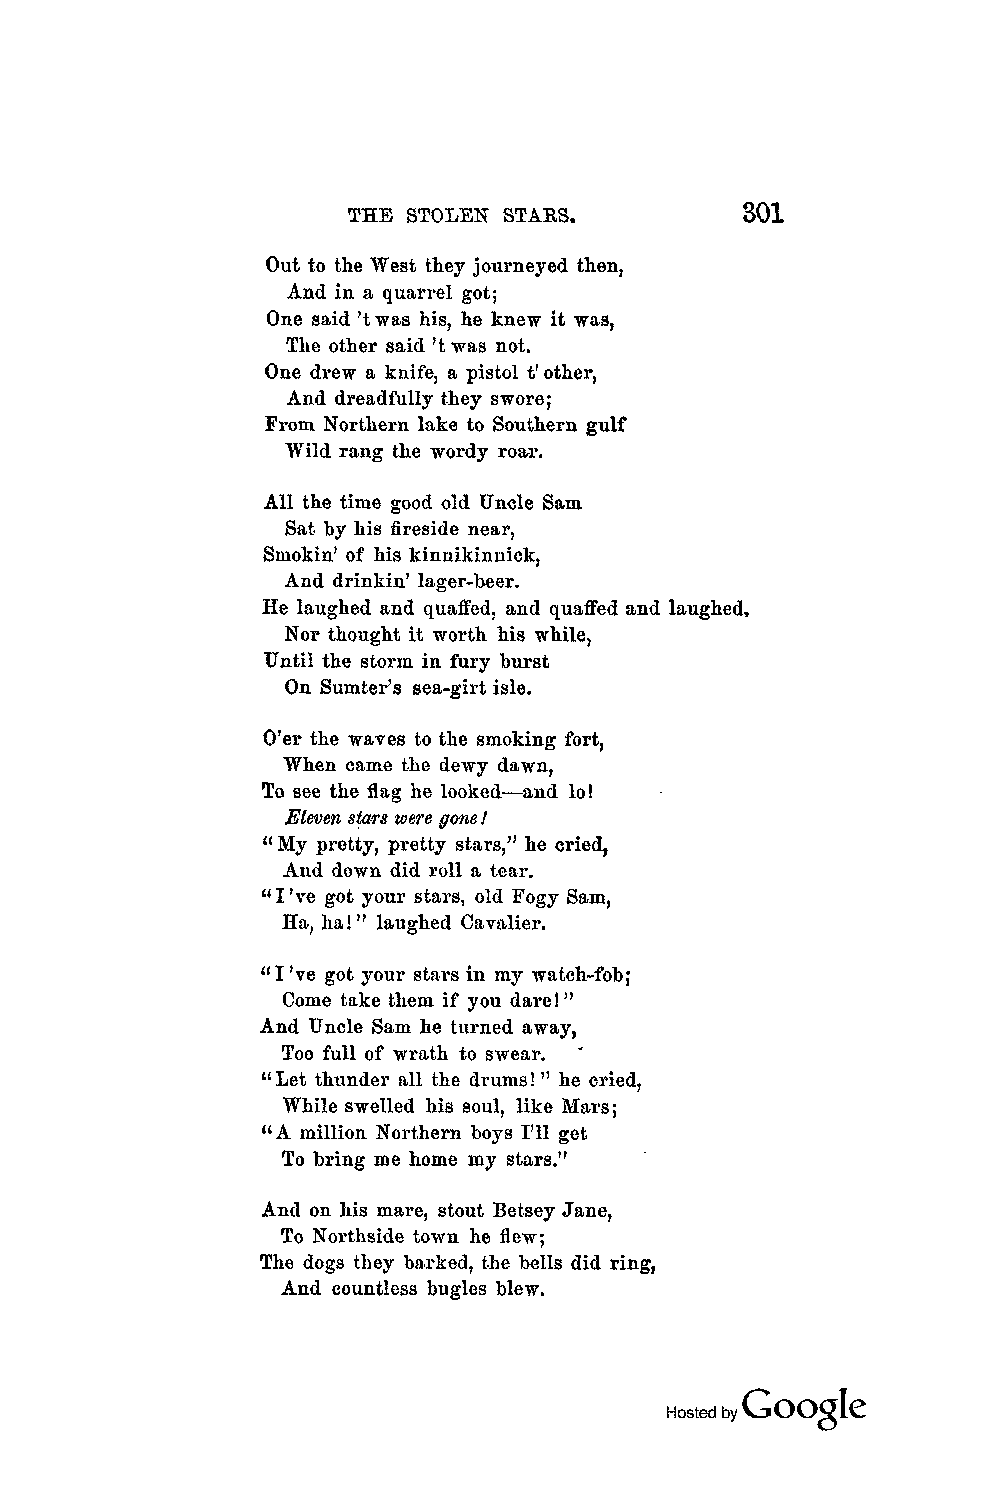 THE STOLEN STARS. 301
Out to the West they journeyed then,
And in a quarrel got;
One said 't was his, he knew it was,
The other said 't was not.
One drew a knife, a pistol t' other,
And dreadfully they swore;
From Northern lake to Southern gulf
Wild rang the wordy roar.
All the time good old Uncle Sam
Sat by his fireside near,
Smokin' of his kinnikinnick,
And drinkin' lager-beer.
He laughed and quaffed, and quaffed and laughed,
Nor thought it worth his while,
Until the storm in fury burst
On Sumter's sea-girt isle.
O'er the waves to the smoking fort,
When came the dewy dawn,
To see the flag he looked—and lo!
Eleven stars were gone!
"My pretty, pretty stars," he cried,
And down did roll a tear.
"I've got your stars, old Fogy Sam,
Ha, ha!" laughed Cavalier.
"I've got your stars in my watch-fob;
Come take them if you dare!"
And Uncle Sam he turned away,
Too full of wrath to swear.
"Let thunder all the drums!" he cried,
While swelled his soul, like Mars;
"A million Northern boys I'll get
To bring me home my stars."
And on his mare, stout Betsey Jane,
To Northside town he flew;
The dogs they barked, the bells did ring,
And countless bugles blew.
Hosted by Google